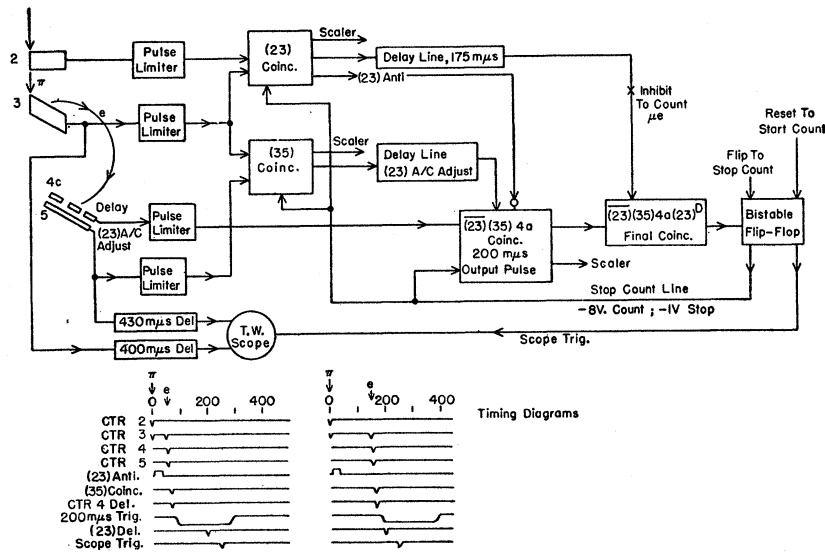 2
π
3
e
4c
5
Pulse
Limiter
Pulse
Limiter
Pulse
Limiter
Pulse
Limiter
Delay
(23)A/C
Adjust
(23)
Coinc.
Scaler
Delay Line, 175 mμs
(23) Anti
(35)
Coinc.
Scaler
Delay Line
(23) A/C Adjust
Inhibit
To Count
μe
Reset To
Start Count
Flip To
Stop Count
(23)(35) 4a
Coinc.
200 mμs
Output Pulse
Scaler
(23)(35)4a(23)D
Final Coinc.
Bistable
Flip-Flop
Stop Count Line
-8V. Count ; -1V Stop
Scope Trig.
430mμs Del
400mμs Del
T.W.
Scope
π e
0 200 400
π e
0 200 400
Timing Diagrams
CTR 2
CTR 3
CTR 4
CTR 5
(23)Anti.
(35)Coinc.
CTR 4 Del.
200mμs Trig.
(23)Del.
Scope Trig.